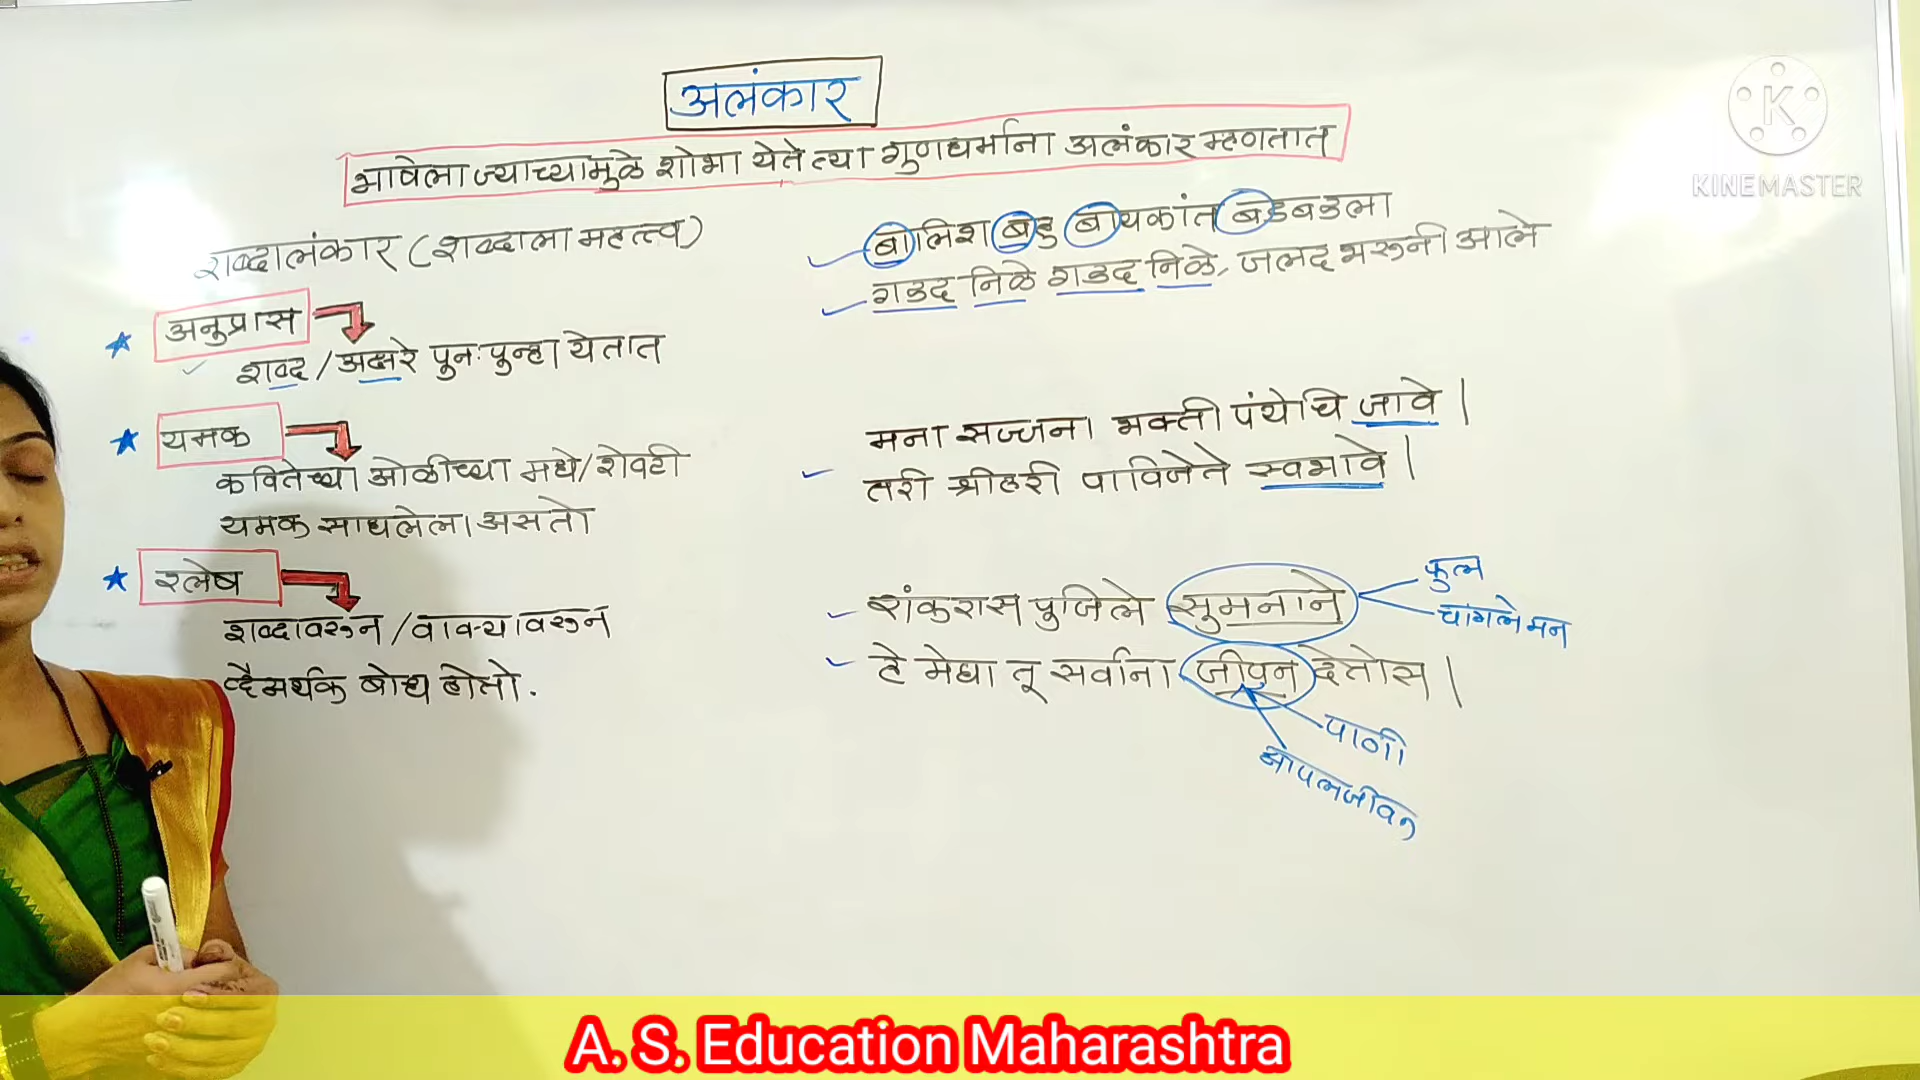 अलंकार
भाषेला ज्याच्यामुळे शोभा येते त्या गुणधर्माना अलंकार म्हणतात
शब्दालंकार (शब्दाला महत्त्व)
★ अनुप्रास
शब्द / अक्षरे पुनः पुन्हा येतात
★ यमक
कवितेच्या ओळीच्या मध्ये/शेवटी
यमक साधलेला असतो
★ श्लेष
शब्दावरून / वाक्यावरून
व्दैअर्थक बोध होतो.
बालिश बहु बायकांत बडबडला
गडद निळे गडद निळे, जलद भरूनी आले
मना सज्जना भक्ती पंथेचि जावे |
तरी श्रीहरी पाविजेते स्वभावे |
शंकरास पुजिले सुमनाने
फुल
चांगले मन
हे मेघा तू सर्वाना जीवन देतोस |
पाणी
आपल जीवन
K
KINEMASTER
A. S. Education Maharashtra